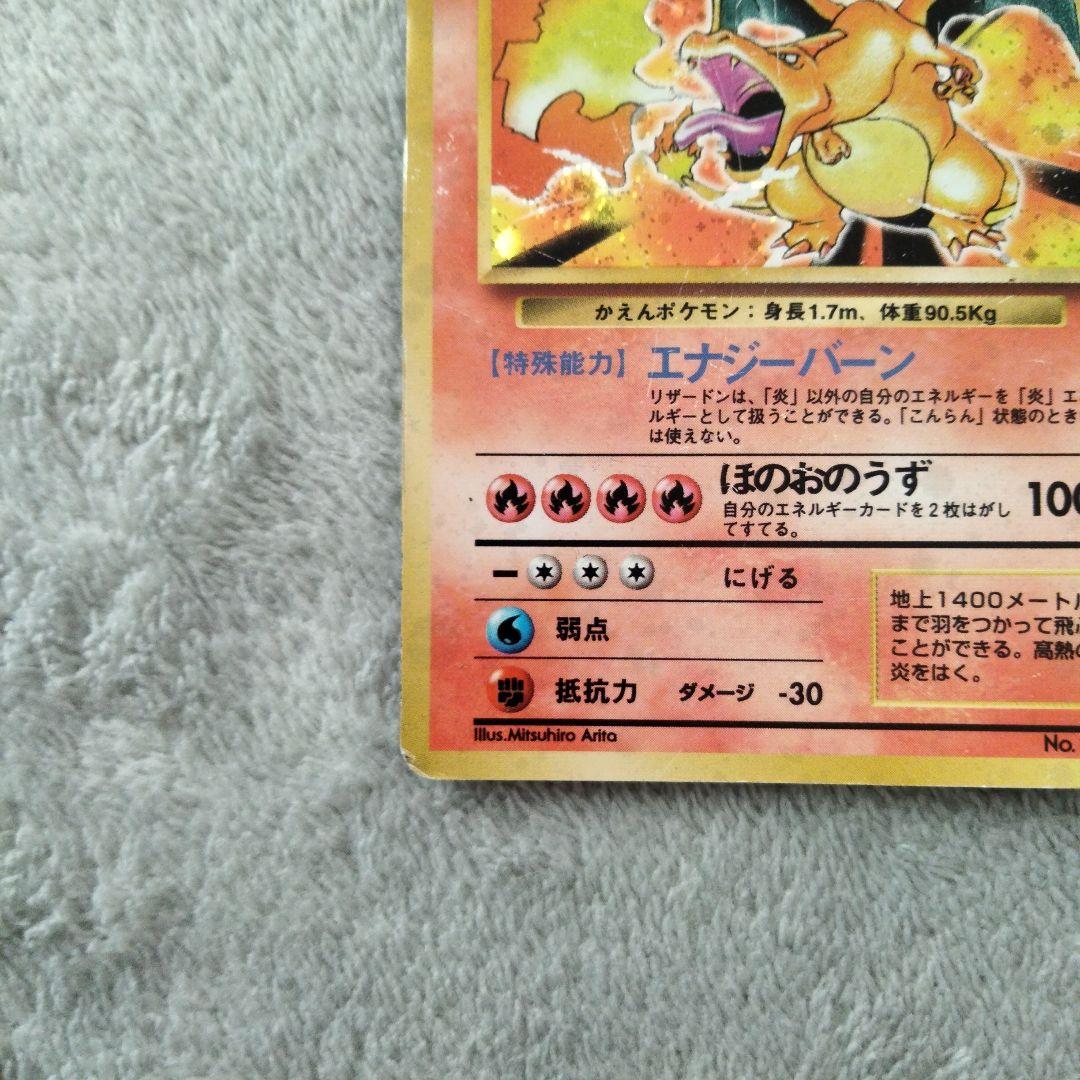 かえんポケモン：身長1.7m、体重90.5Kg
【特殊能力】エナジーバーン
リザードンは、「炎」以外の自分のエネルギーを「炎」エ
ルギーとして扱うことができる。「こんらん」状態のとき
は使えない。
ほのおのうず 100
自分のエネルギーカードを2枚はがし
てすてる。
にげる
弱点
抵抗力 ダメージ -30
地上1400メートル
まで羽をつかって飛ぶ
ことができる。高熱の
炎をはく。
Illus.Mitsuhiro Arita
No.